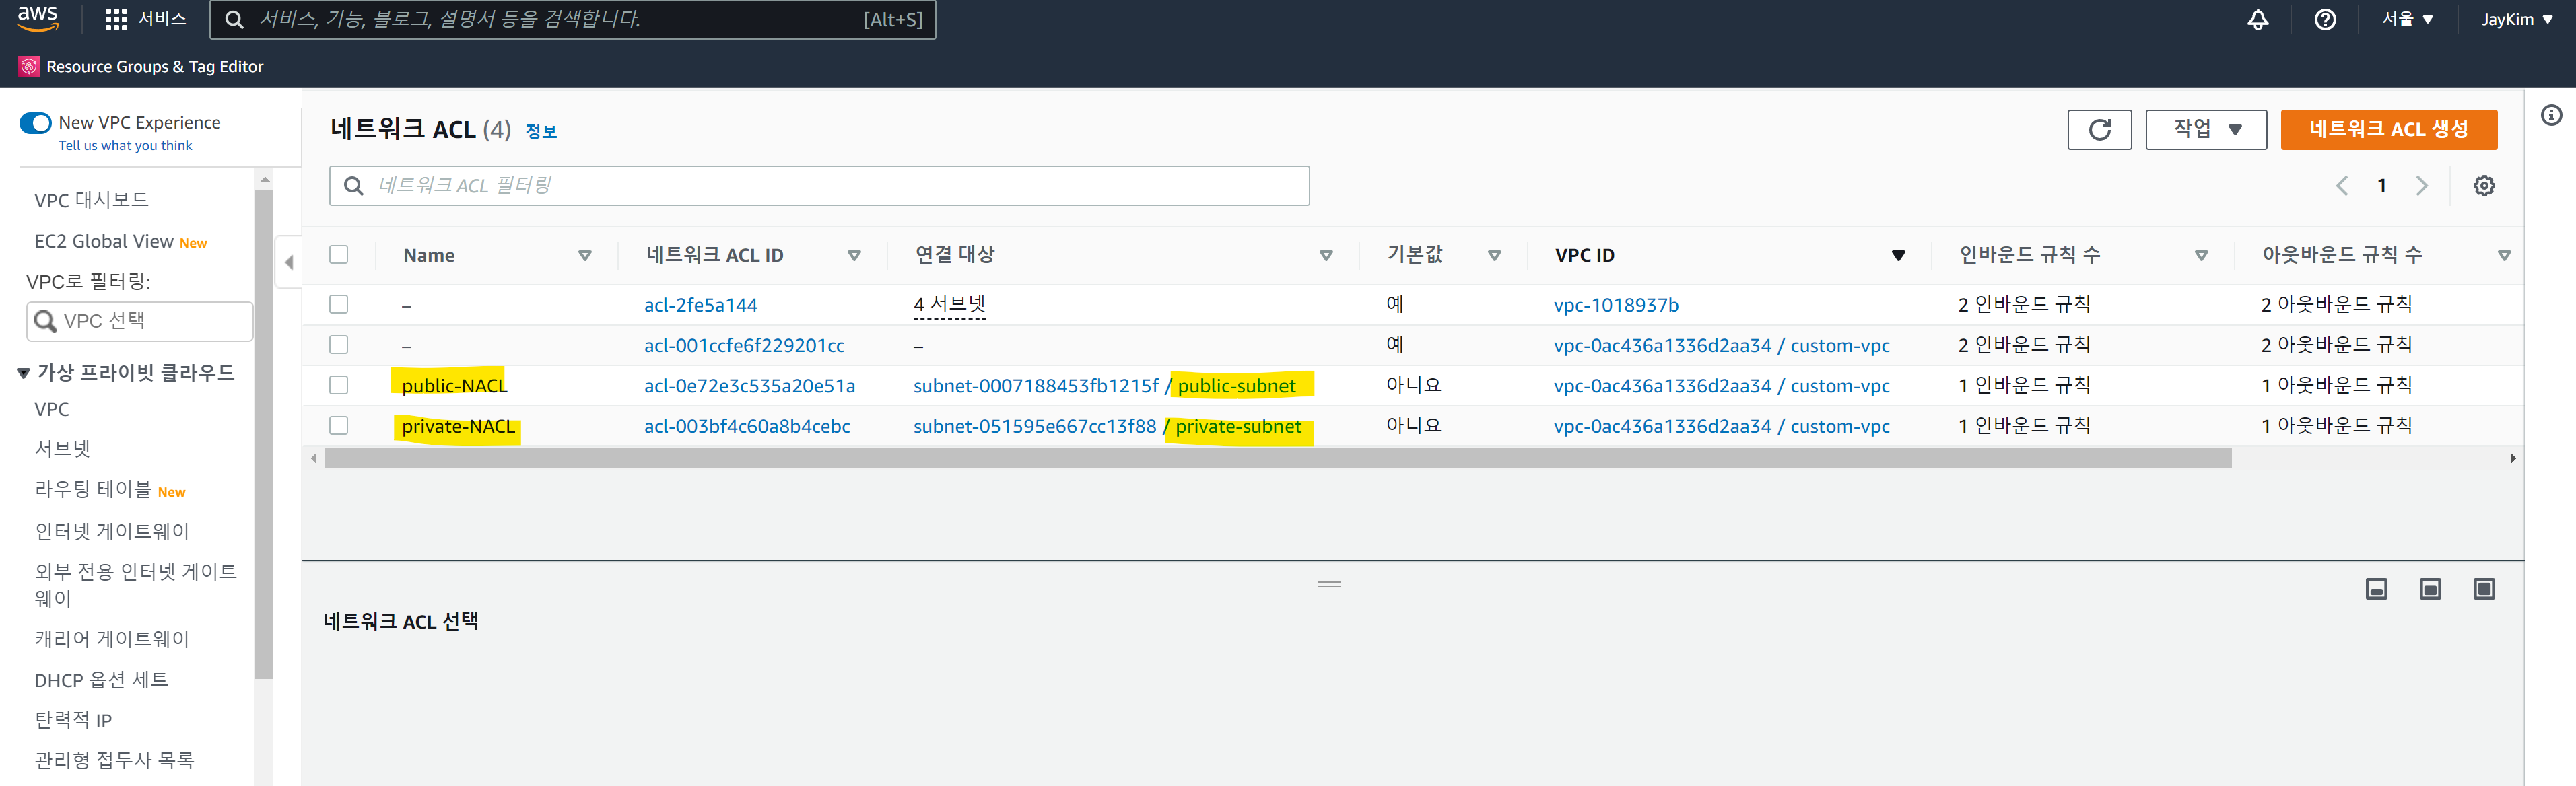 aws 서비스 서비스, 기능, 블로그, 설명서 등을 검색합니다. [Alt+S] 서울 ▼ JayKim ▼
Resource Groups & Tag Editor
New VPC Experience
Tell us what you think
VPC 대시보드
EC2 Global View New
VPC로 필터링:
VPC 선택
가상 프라이빗 클라우드
VPC
서브넷
라우팅 테이블 New
인터넷 게이트웨이
외부 전용 인터넷 게이트
웨이
캐리어 게이트웨이
DHCP 옵션 세트
탄력적 IP
관리형 접두사 목록
네트워크 ACL (4) 정보
작업 ▼ 네트워크 ACL 생성
네트워크 ACL 필터링
1
Name 네트워크 ACL ID 연결 대상 기본값 VPC ID 인바운드 규칙 수 아웃바운드 규칙 수
– acl-2fe5a144 4 서브넷 예 vpc-1018937b 2 인바운드 규칙 2 아웃바운드 규칙
– acl-001ccfe6f229201cc – 예 vpc-0ac436a1336d2aa34 / custom-vpc 2 인바운드 규칙 2 아웃바운드 규칙
public-NACL acl-0e72e3c535a20e51a subnet-0007188453fb1215f / public-subnet 아니요 vpc-0ac436a1336d2aa34 / custom-vpc 1 인바운드 규칙 1 아웃바운드 규칙
private-NACL acl-003bf4c60a8b4cebc subnet-051595e667cc13f88 / private-subnet 아니요 vpc-0ac436a1336d2aa34 / custom-vpc 1 인바운드 규칙 1 아웃바운드 규칙
네트워크 ACL 선택